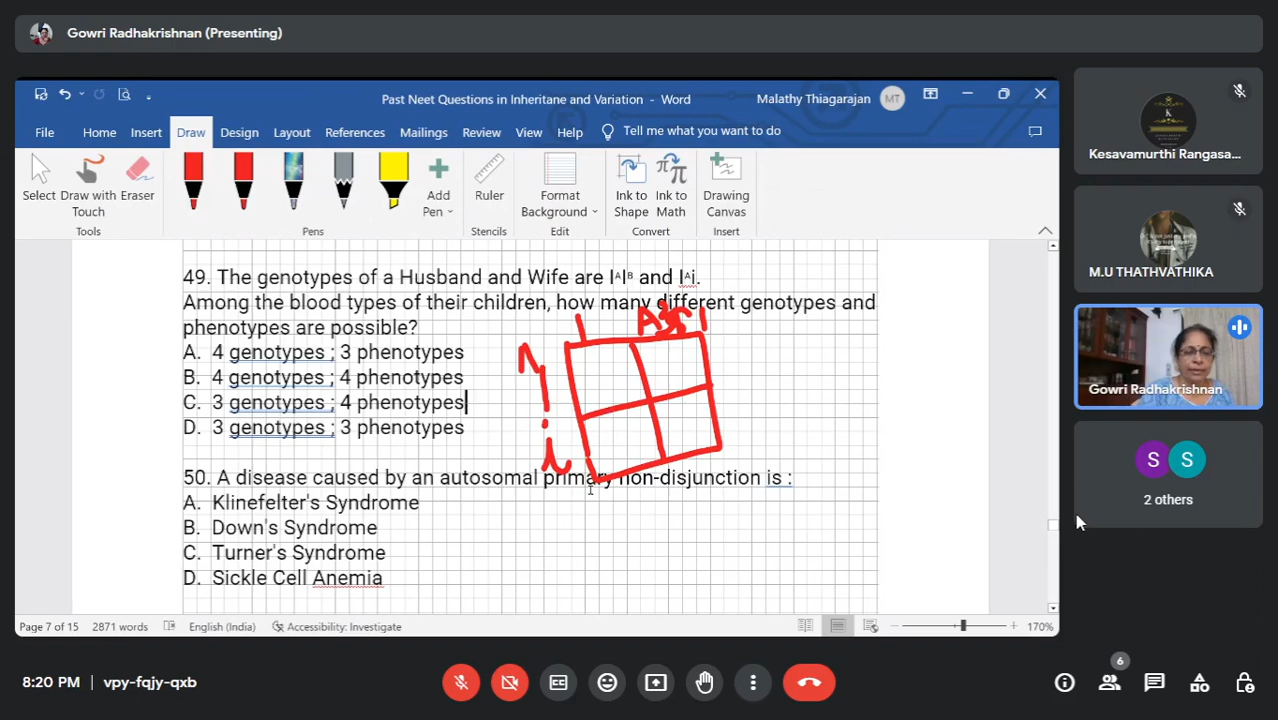 Gowri Radhakrishnan (Presenting)
Past Neet Questions in Inheritane and Variation - Word
Malathy Thiagarajan MT
File Home Insert Draw Design Layout References Mailings Review View Help Tell me what you want to do
Select Draw with Touch Eraser Add Pen Ruler Format Background Ink to Shape Ink to Math Drawing Canvas
Tools Pens Stencils Edit Convert Insert
49. The genotypes of a Husband and Wife are IᴬIᴮ and Iᴬi.
Among the blood types of their children, how many different genotypes and
phenotypes are possible?
A. 4 genotypes ; 3 phenotypes
B. 4 genotypes ; 4 phenotypes
C. 3 genotypes ; 4 phenotypes
D. 3 genotypes ; 3 phenotypes
50. A disease caused by an autosomal primary non-disjunction is :
A. Klinefelter's Syndrome
B. Down's Syndrome
C. Turner's Syndrome
D. Sickle Cell Anemia
Page 7 of 15 2871 words English (India) Accessibility: Investigate 170%
K
Kesavamurthi Rangasa...
M.U THATHVATHIKA
Gowri Radhakrishnan
S S
2 others
8:20 PM | vpy-fqjy-qxb
6